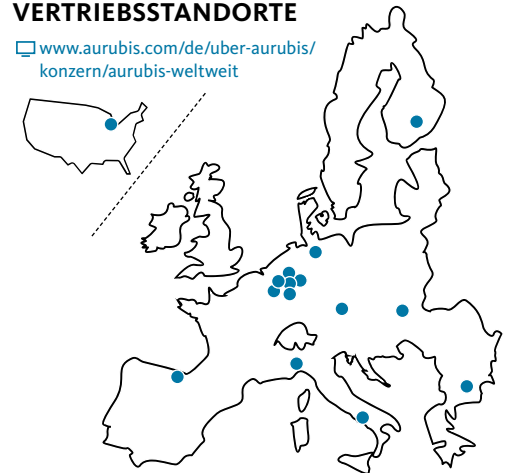 VERTRIEBSSTANDORTE
www.aurubis.com/de/uber-aurubis/
konzern/aurubis-weltweit